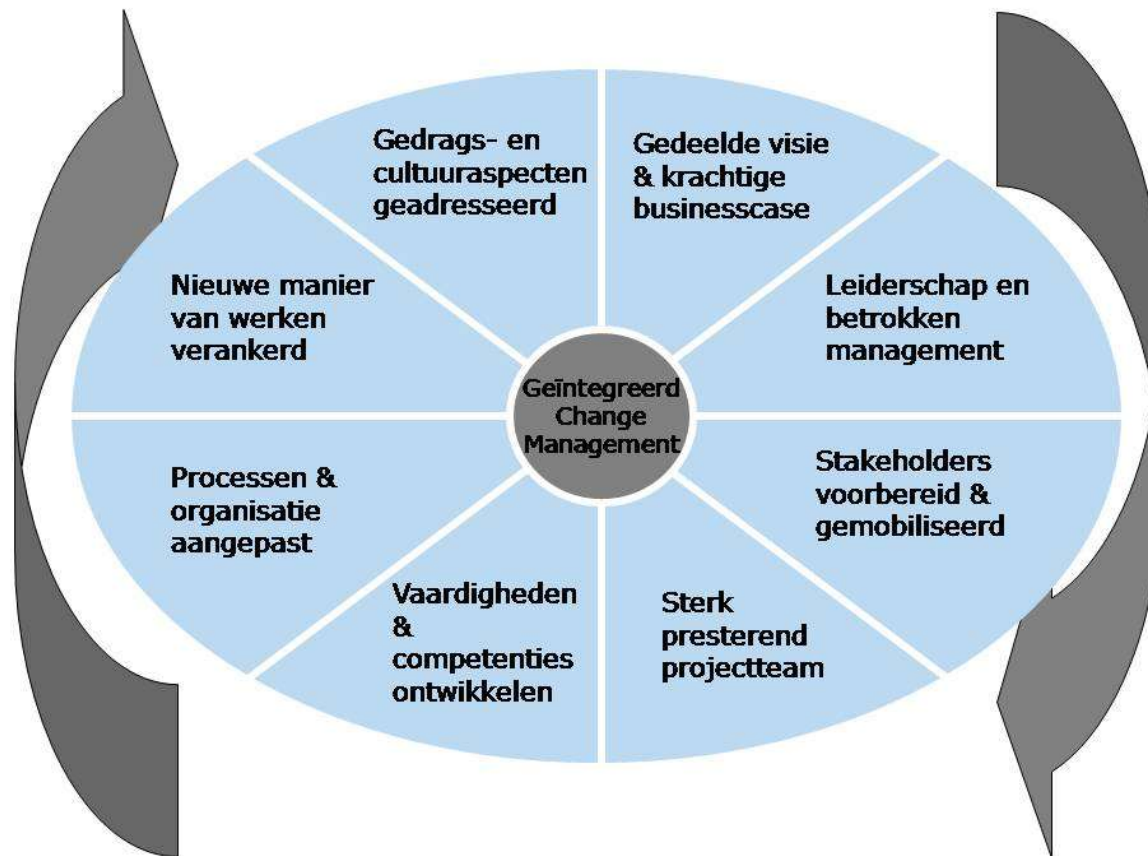 Gedrags- en
cultuuraspecten
geadresseerd
Gedeelde visie
& krachtige
businesscase
Nieuwe manier
van werken
verankerd
Leiderschap en
betrokken
management
Geïntegreerd
Change
Management
Processen &
organisatie
aangepast
Stakeholders
voorbereid &
gemobiliseerd
Vaardigheden
&
competenties
ontwikkelen
Sterk
presterend
projectteam